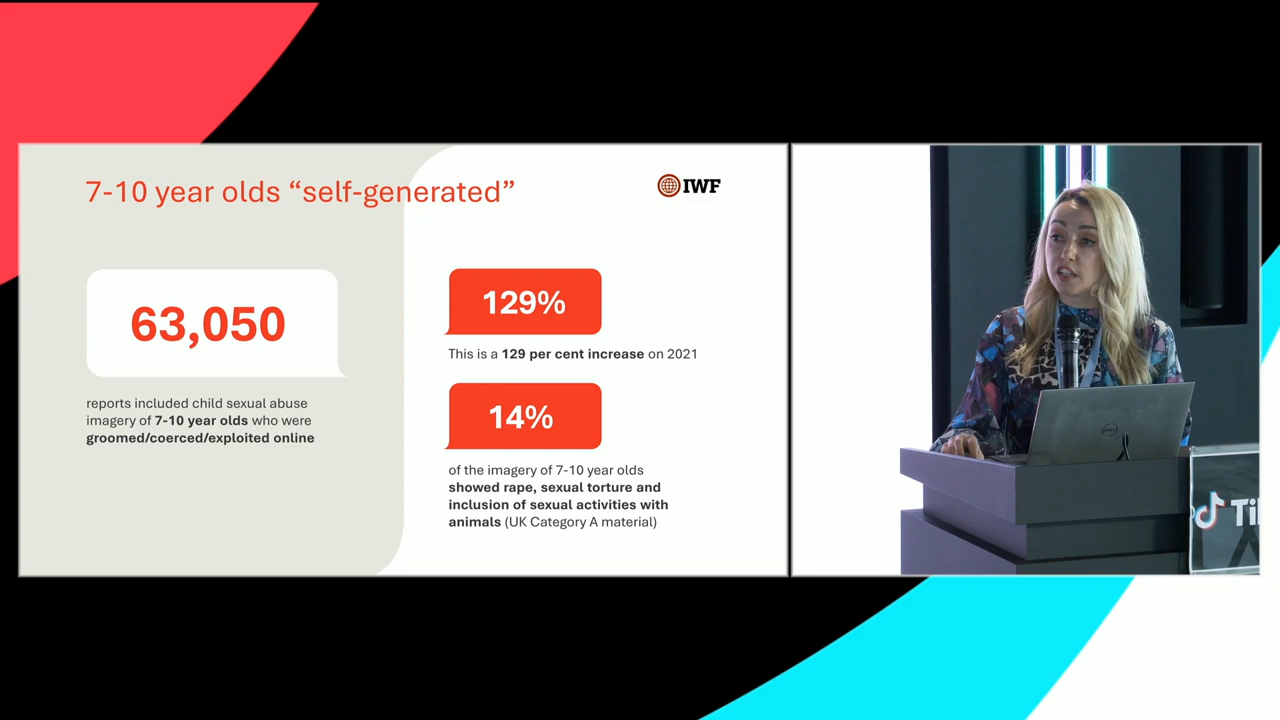 7-10 year olds “self-generated”
IWF
63,050
reports included child sexual abuse
imagery of 7-10 year olds who were
groomed/coerced/exploited online
129%
This is a 129 per cent increase on 2021
14%
of the imagery of 7-10 year olds
showed rape, sexual torture and
inclusion of sexual activities with
animals (UK Category A material)
DELL
Ti